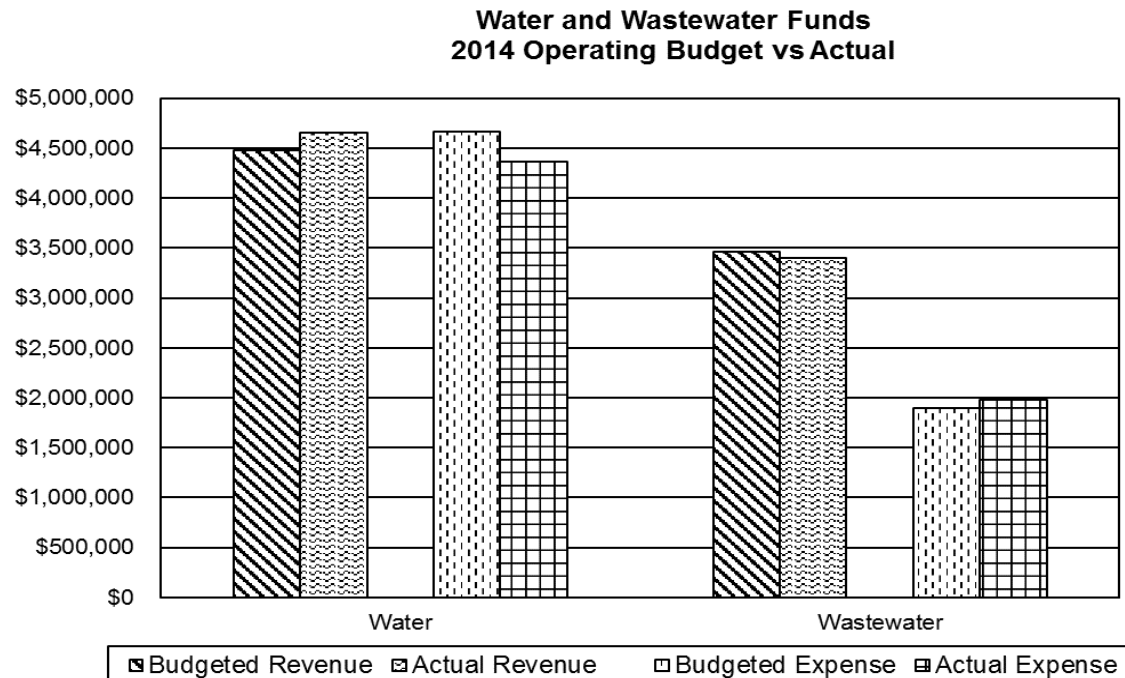 Water and Wastewater Funds
2014 Operating Budget vs Actual
$5,000,000
$4,500,000
$4,000,000
$3,500,000
$3,000,000
$2,500,000
$2,000,000
$1,500,000
$1,000,000
$500,000
$0
Water Wastewater
Budgeted Revenue Actual Revenue Budgeted Expense Actual Expense